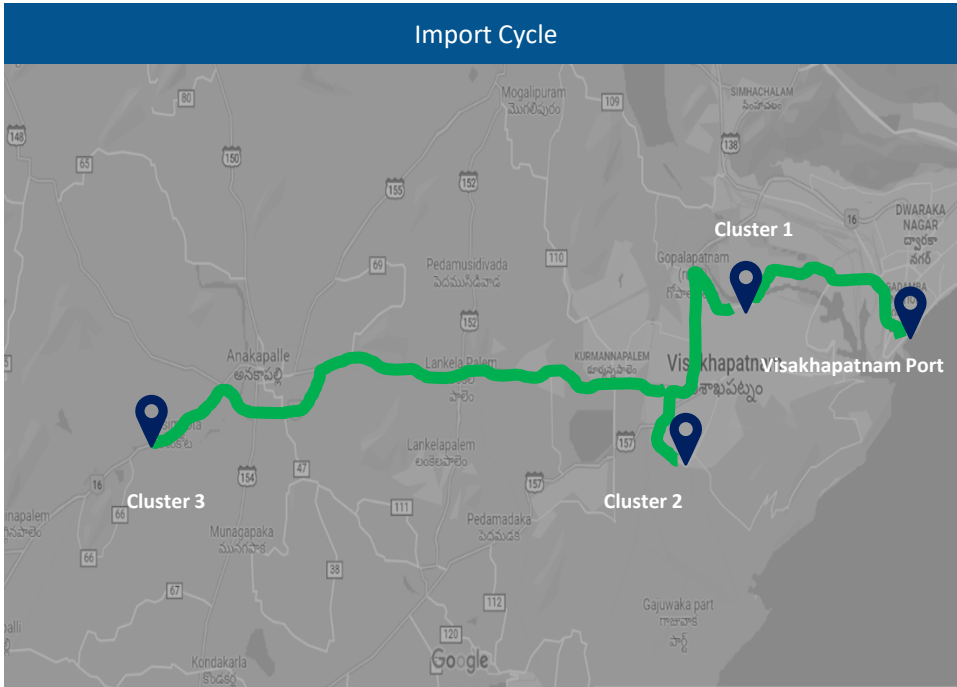 Import Cycle
Mogalipuram
మొగలిపురం
SIMHACHALAM
సింహాచలం
80
109
148
138
65
150
155
152
DWARAKA
NAGAR
ద్వారకా
నగర్
16
Cluster 1
Gopalapatnam
110
69
Pedamusidivada
పెదముసిడివాడ
152
Anakapalle
అనకాపల్లి
Lankela Palem
పాలెం
KURMANNAPALEM
కూర్మన్నపాలెం
Visakhapatnam
Visakhapatnam Port
157
Lankelapalem
లంకెలపాలెం
47
154
16
157
Cluster 3
Cluster 2
66
111
Munagapaka
మునగపాక
Pedamadaka
పెదమడక
66
38
67
112
Gajuwaka part
గాజువాక
పార్ట్
120
Kondakarla
కొండకర్ల
Google